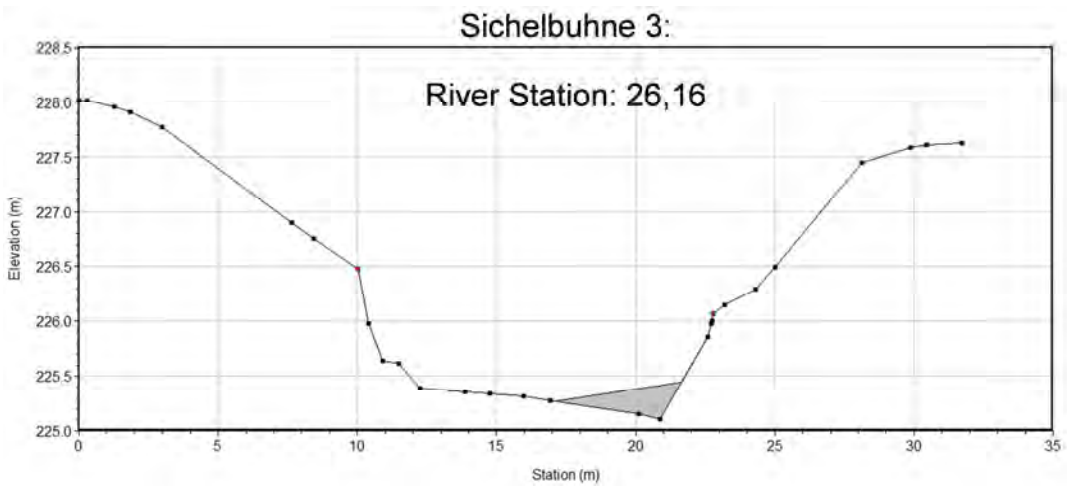 Sichelbuhne 3:
River Station: 26,16
228.5
228.0
227.5
227.0
226.5
226.0
225.5
225.0
Elevation (m)
0 5 10 15 20 25 30 35
Station (m)